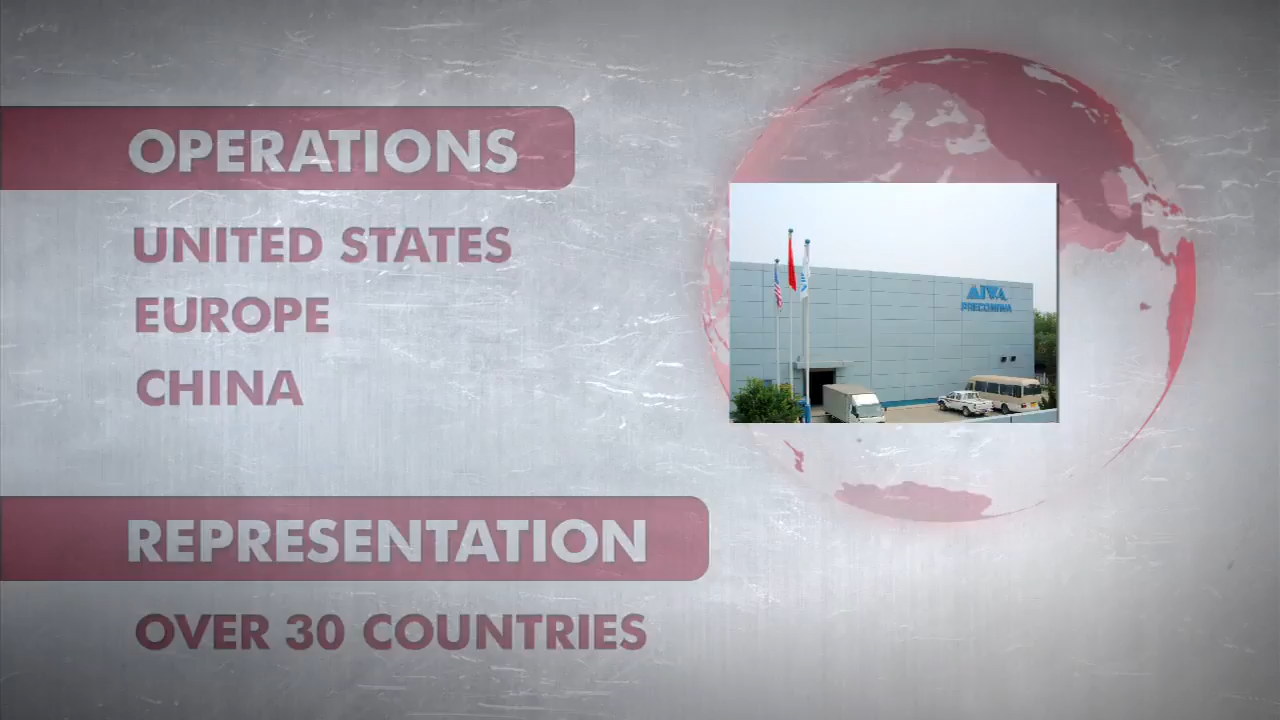 OPERATIONS
UNITED STATES
EUROPE
CHINA
REPRESENTATION
OVER 30 COUNTRIES